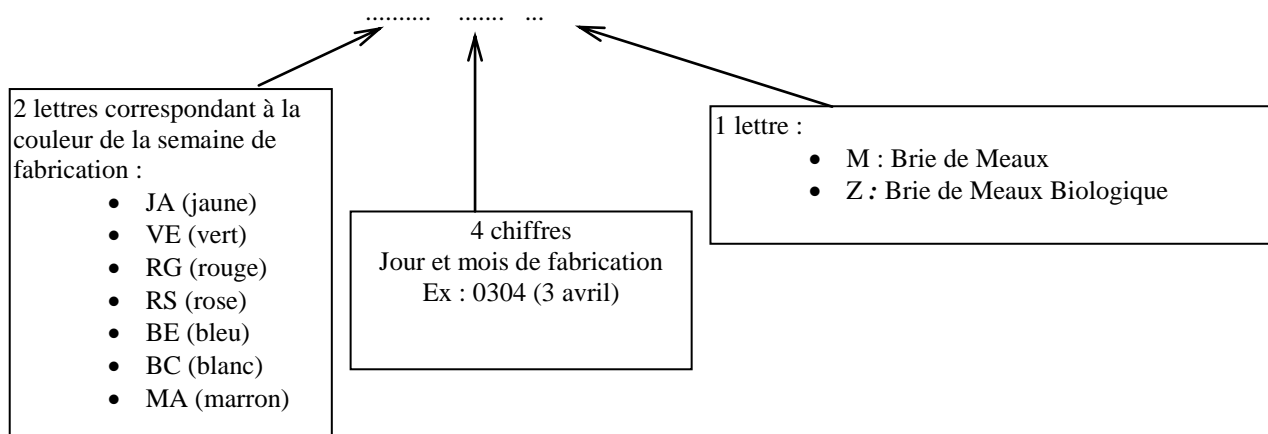 .......... ....... ...
2 lettres correspondant à la
couleur de la semaine de
fabrication :
• JA (jaune)
• VE (vert)
• RG (rouge)
• RS (rose)
• BE (bleu)
• BC (blanc)
• MA (marron)
4 chiffres
Jour et mois de fabrication
Ex : 0304 (3 avril)
1 lettre :
• M : Brie de Meaux
• Z : Brie de Meaux Biologique